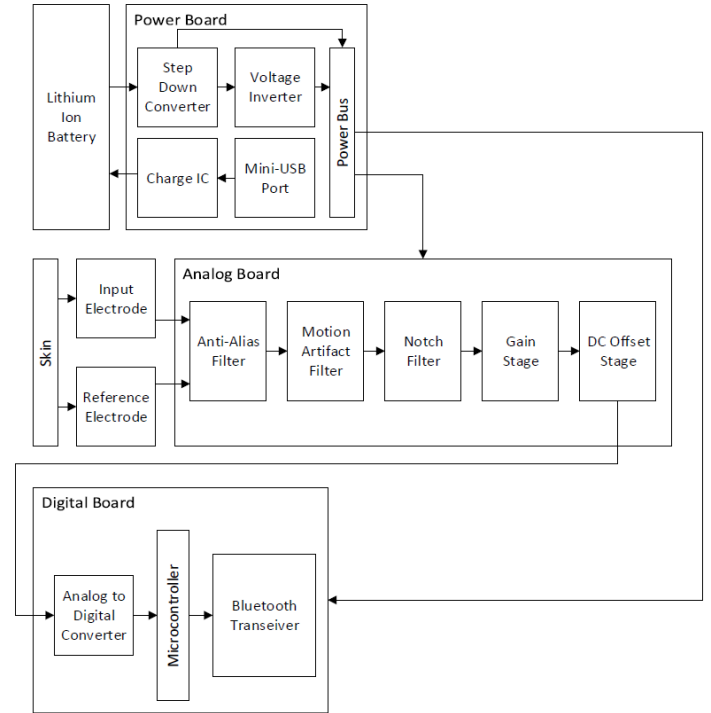 Power Board
Step
Down
Converter
Voltage
Inverter
Power Bus
Lithium
Ion
Battery
Charge IC
Mini-USB
Port
Analog Board
Skin
Input
Electrode
Reference
Electrode
Anti-Alias
Filter
Motion
Artifact
Filter
Notch
Filter
Gain
Stage
DC Offset
Stage
Digital Board
Analog to
Digital
Converter
Microcontroller
Bluetooth
Transeiver